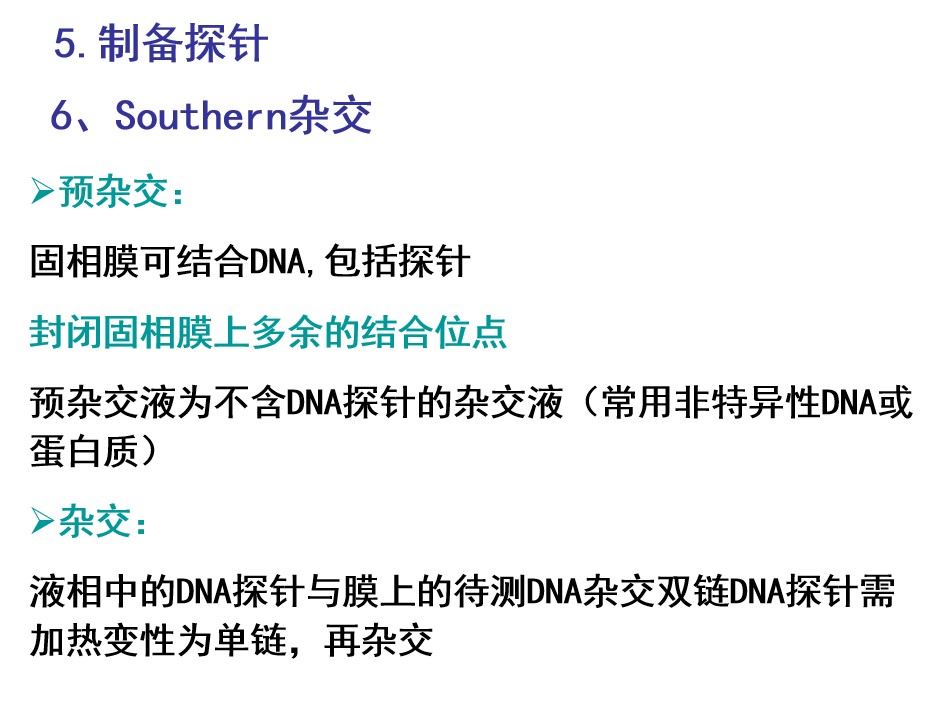 5.制备探针
6、Southern杂交
➢预杂交：
固相膜可结合DNA,包括探针
封闭固相膜上多余的结合位点
预杂交液为不含DNA探针的杂交液（常用非特异性DNA或
蛋白质）
➢杂交：
液相中的DNA探针与膜上的待测DNA杂交双链DNA探针需
加热变性为单链，再杂交